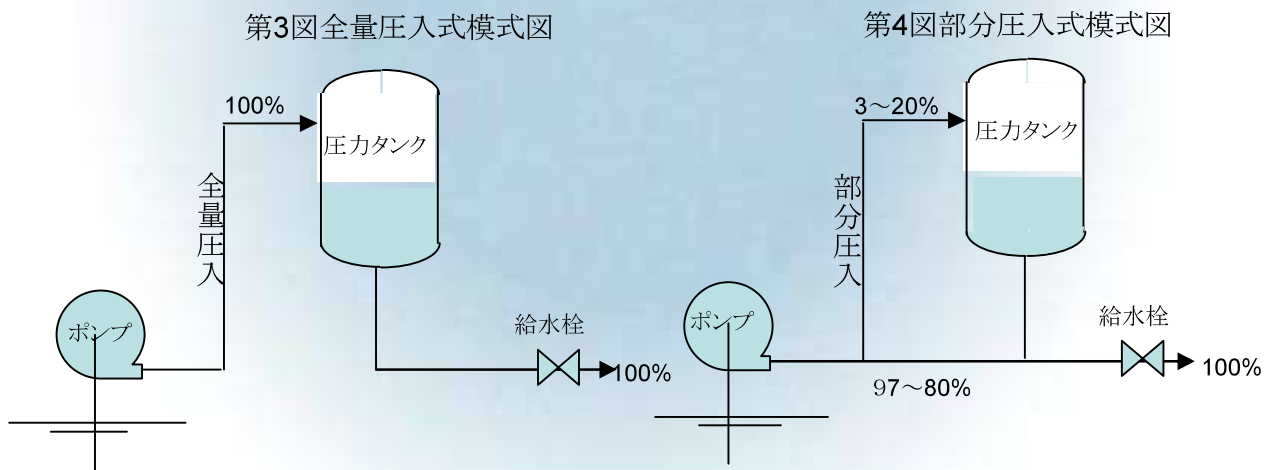 第3図全量圧入式模式図
100%
圧力タンク
全量圧入
ポンプ
給水栓
100%
第4図部分圧入式模式図
3～20%
圧力タンク
部分圧入
ポンプ
給水栓
97～80%
100%